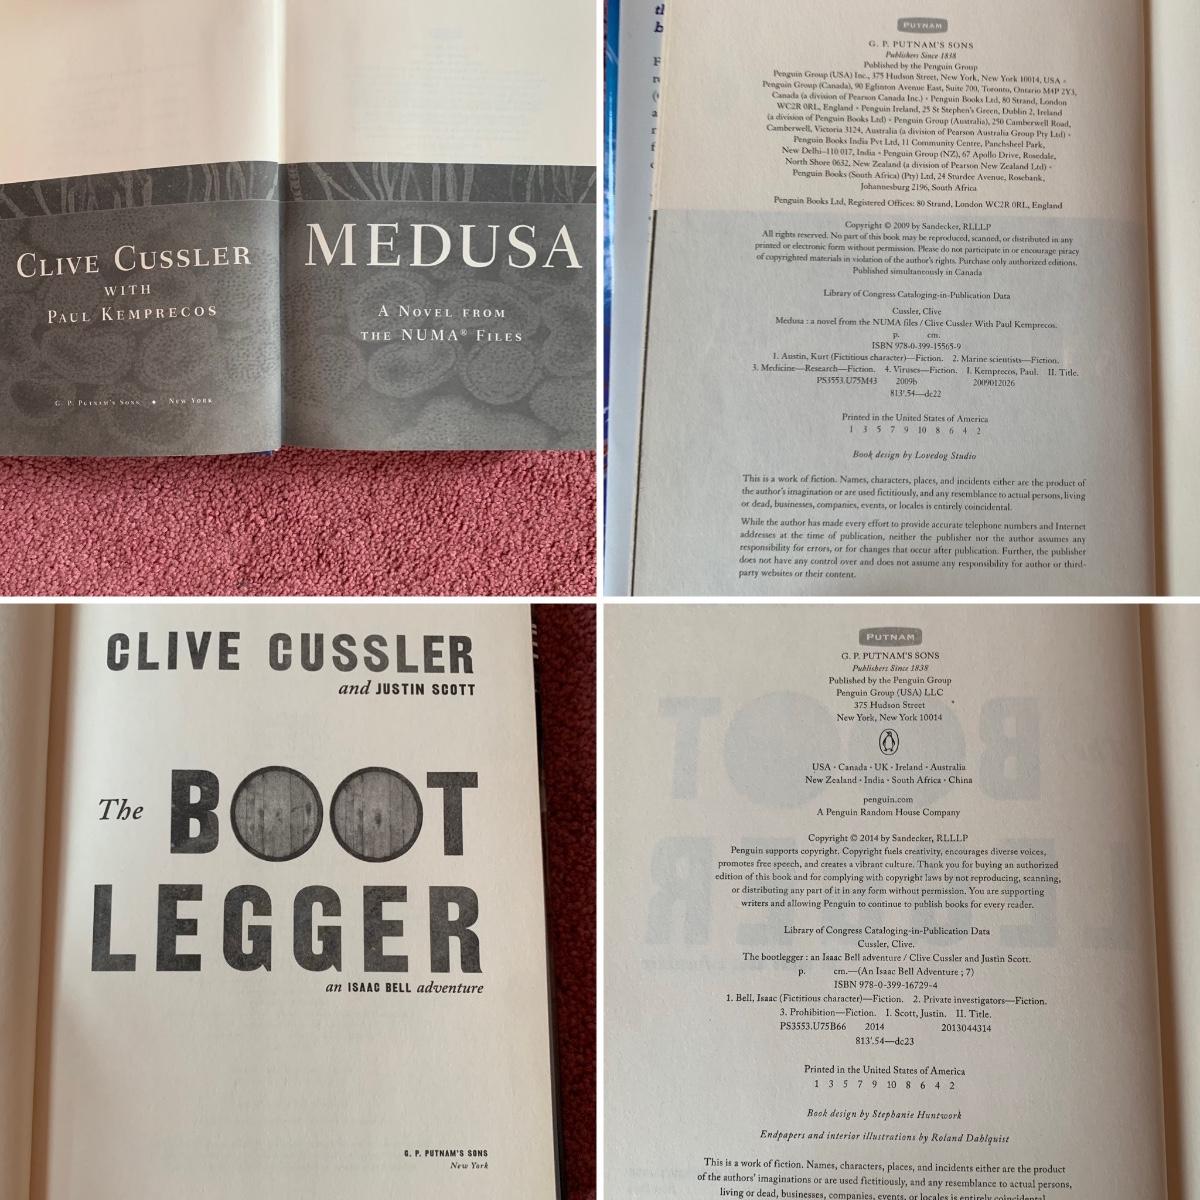 CLIVE CUSSLER
WITH
PAUL KEMPRECOS
G. P. PUTNAM'S SONS • NEW YORK
MEDUSA
A NOVEL FROM
THE NUMA® FILES
PUTNAM
G. P. PUTNAM'S SONS
Publishers Since 1838
Published by the Penguin Group
Penguin Group (USA) Inc., 375 Hudson Street, New York, New York 10014, USA •
Penguin Group (Canada), 90 Eglinton Avenue East, Suite 700, Toronto, Ontario M4P 2Y3,
Canada (a division of Pearson Canada Inc.) • Penguin Books Ltd, 80 Strand, London
WC2R 0RL, England • Penguin Ireland, 25 St Stephen's Green, Dublin 2, Ireland
(a division of Penguin Books Ltd) • Penguin Group (Australia), 250 Camberwell Road,
Camberwell, Victoria 3124, Australia (a division of Pearson Australia Group Pty Ltd) •
Penguin Books India Pvt Ltd, 11 Community Centre, Panchsheel Park,
New Delhi–110 017, India • Penguin Group (NZ), 67 Apollo Drive, Rosedale,
North Shore 0632, New Zealand (a division of Pearson New Zealand Ltd) •
Penguin Books (South Africa) (Pty) Ltd, 24 Sturdee Avenue, Rosebank,
Johannesburg 2196, South Africa
Penguin Books Ltd, Registered Offices: 80 Strand, London WC2R 0RL, England
Copyright © 2009 by Sandecker, RLLLP
All rights reserved. No part of this book may be reproduced, scanned, or distributed in any
printed or electronic form without permission. Please do not participate in or encourage piracy
of copyrighted materials in violation of the author's rights. Purchase only authorized editions.
Published simultaneously in Canada
Library of Congress Cataloging-in-Publication Data
Cussler, Clive
Medusa : a novel from the NUMA files / Clive Cussler With Paul Kemprecos.
p. cm.
ISBN 978-0-399-15565-9
1. Austin, Kurt (Fictitious character)—Fiction. 2. Marine scientists—Fiction.
3. Medicine—Research—Fiction. 4. Viruses—Fiction. I. Kemprecos, Paul. II. Title.
PS3553.U75M43 2009b 2009012026
813'.54—dc22
Printed in the United States of America
1 3 5 7 9 10 8 6 4 2
Book design by Lovedog Studio
This is a work of fiction. Names, characters, places, and incidents either are the product of
the author's imagination or are used fictitiously, and any resemblance to actual persons, living
or dead, businesses, companies, events, or locales is entirely coincidental.
While the author has made every effort to provide accurate telephone numbers and Internet
addresses at the time of publication, neither the publisher nor the author assumes any
responsibility for errors, or for changes that occur after publication. Further, the publisher
does not have any control over and does not assume any responsibility for author or third-
party websites or their content.
CLIVE CUSSLER
and JUSTIN SCOTT
The BOOT
LEGGER
an ISAAC BELL adventure
G. P. PUTNAM'S SONS
New York
PUTNAM
G. P. PUTNAM'S SONS
Publishers Since 1838
Published by the Penguin Group
Penguin Group (USA) LLC
375 Hudson Street
New York, New York 10014
USA • Canada • UK • Ireland • Australia
New Zealand • India • South Africa • China
penguin.com
A Penguin Random House Company
Copyright © 2014 by Sandecker, RLLLP
Penguin supports copyright. Copyright fuels creativity, encourages diverse voices,
promotes free speech, and creates a vibrant culture. Thank you for buying an authorized
edition of this book and for complying with copyright laws by not reproducing, scanning,
or distributing any part of it in any form without permission. You are supporting
writers and allowing Penguin to continue to publish books for every reader.
Library of Congress Cataloging-in-Publication Data
Cussler, Clive.
The bootlegger : an Isaac Bell adventure / Clive Cussler and Justin Scott.
p. cm.—(An Isaac Bell Adventure ; 7)
ISBN 978-0-399-16729-4
1. Bell, Isaac (Fictitious character)—Fiction. 2. Private investigators—Fiction.
3. Prohibition—Fiction. I. Scott, Justin. II. Title.
PS3553.U75B66 2014 2013044314
813'.54—dc23
Printed in the United States of America
1 3 5 7 9 10 8 6 4 2
Book design by Stephanie Huntwork
Endpapers and interior illustrations by Roland Dahlquist
This is a work of fiction. Names, characters, places, and incidents either are the product
of the authors' imaginations or are used fictitiously, and any resemblance to actual persons,
living or dead, businesses, companies, events, or locales is entirely coincidental.